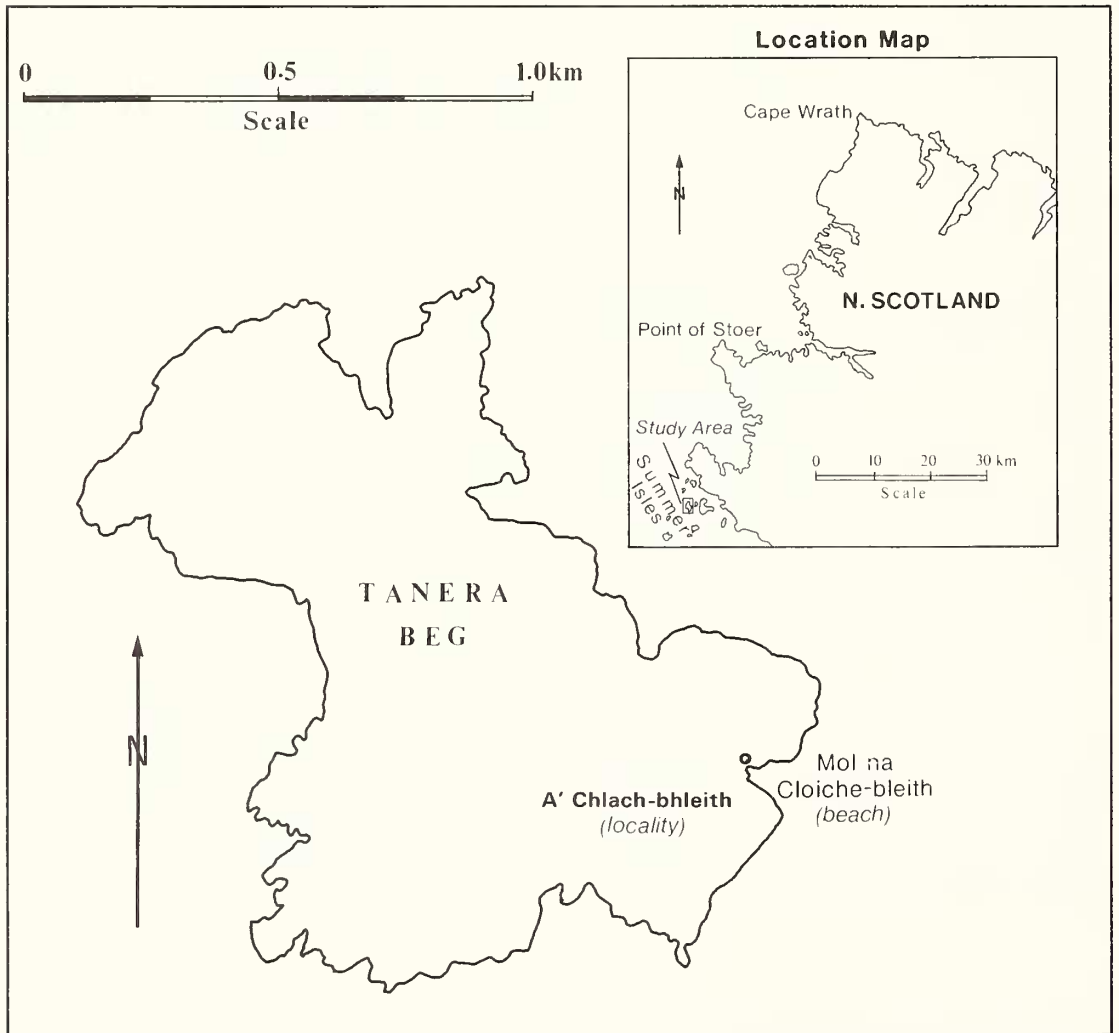 0 0.5 1.0km
Scale
Location Map
Cape Wrath
N
N. SCOTLAND
Point of Stoer
Study Area
Summer
Isles
0 10 20 30 km
Scale
TANERA
BEG
N
A' Chlach-bhleith
(locality)
Mol na
Cloiche-bleith
(beach)